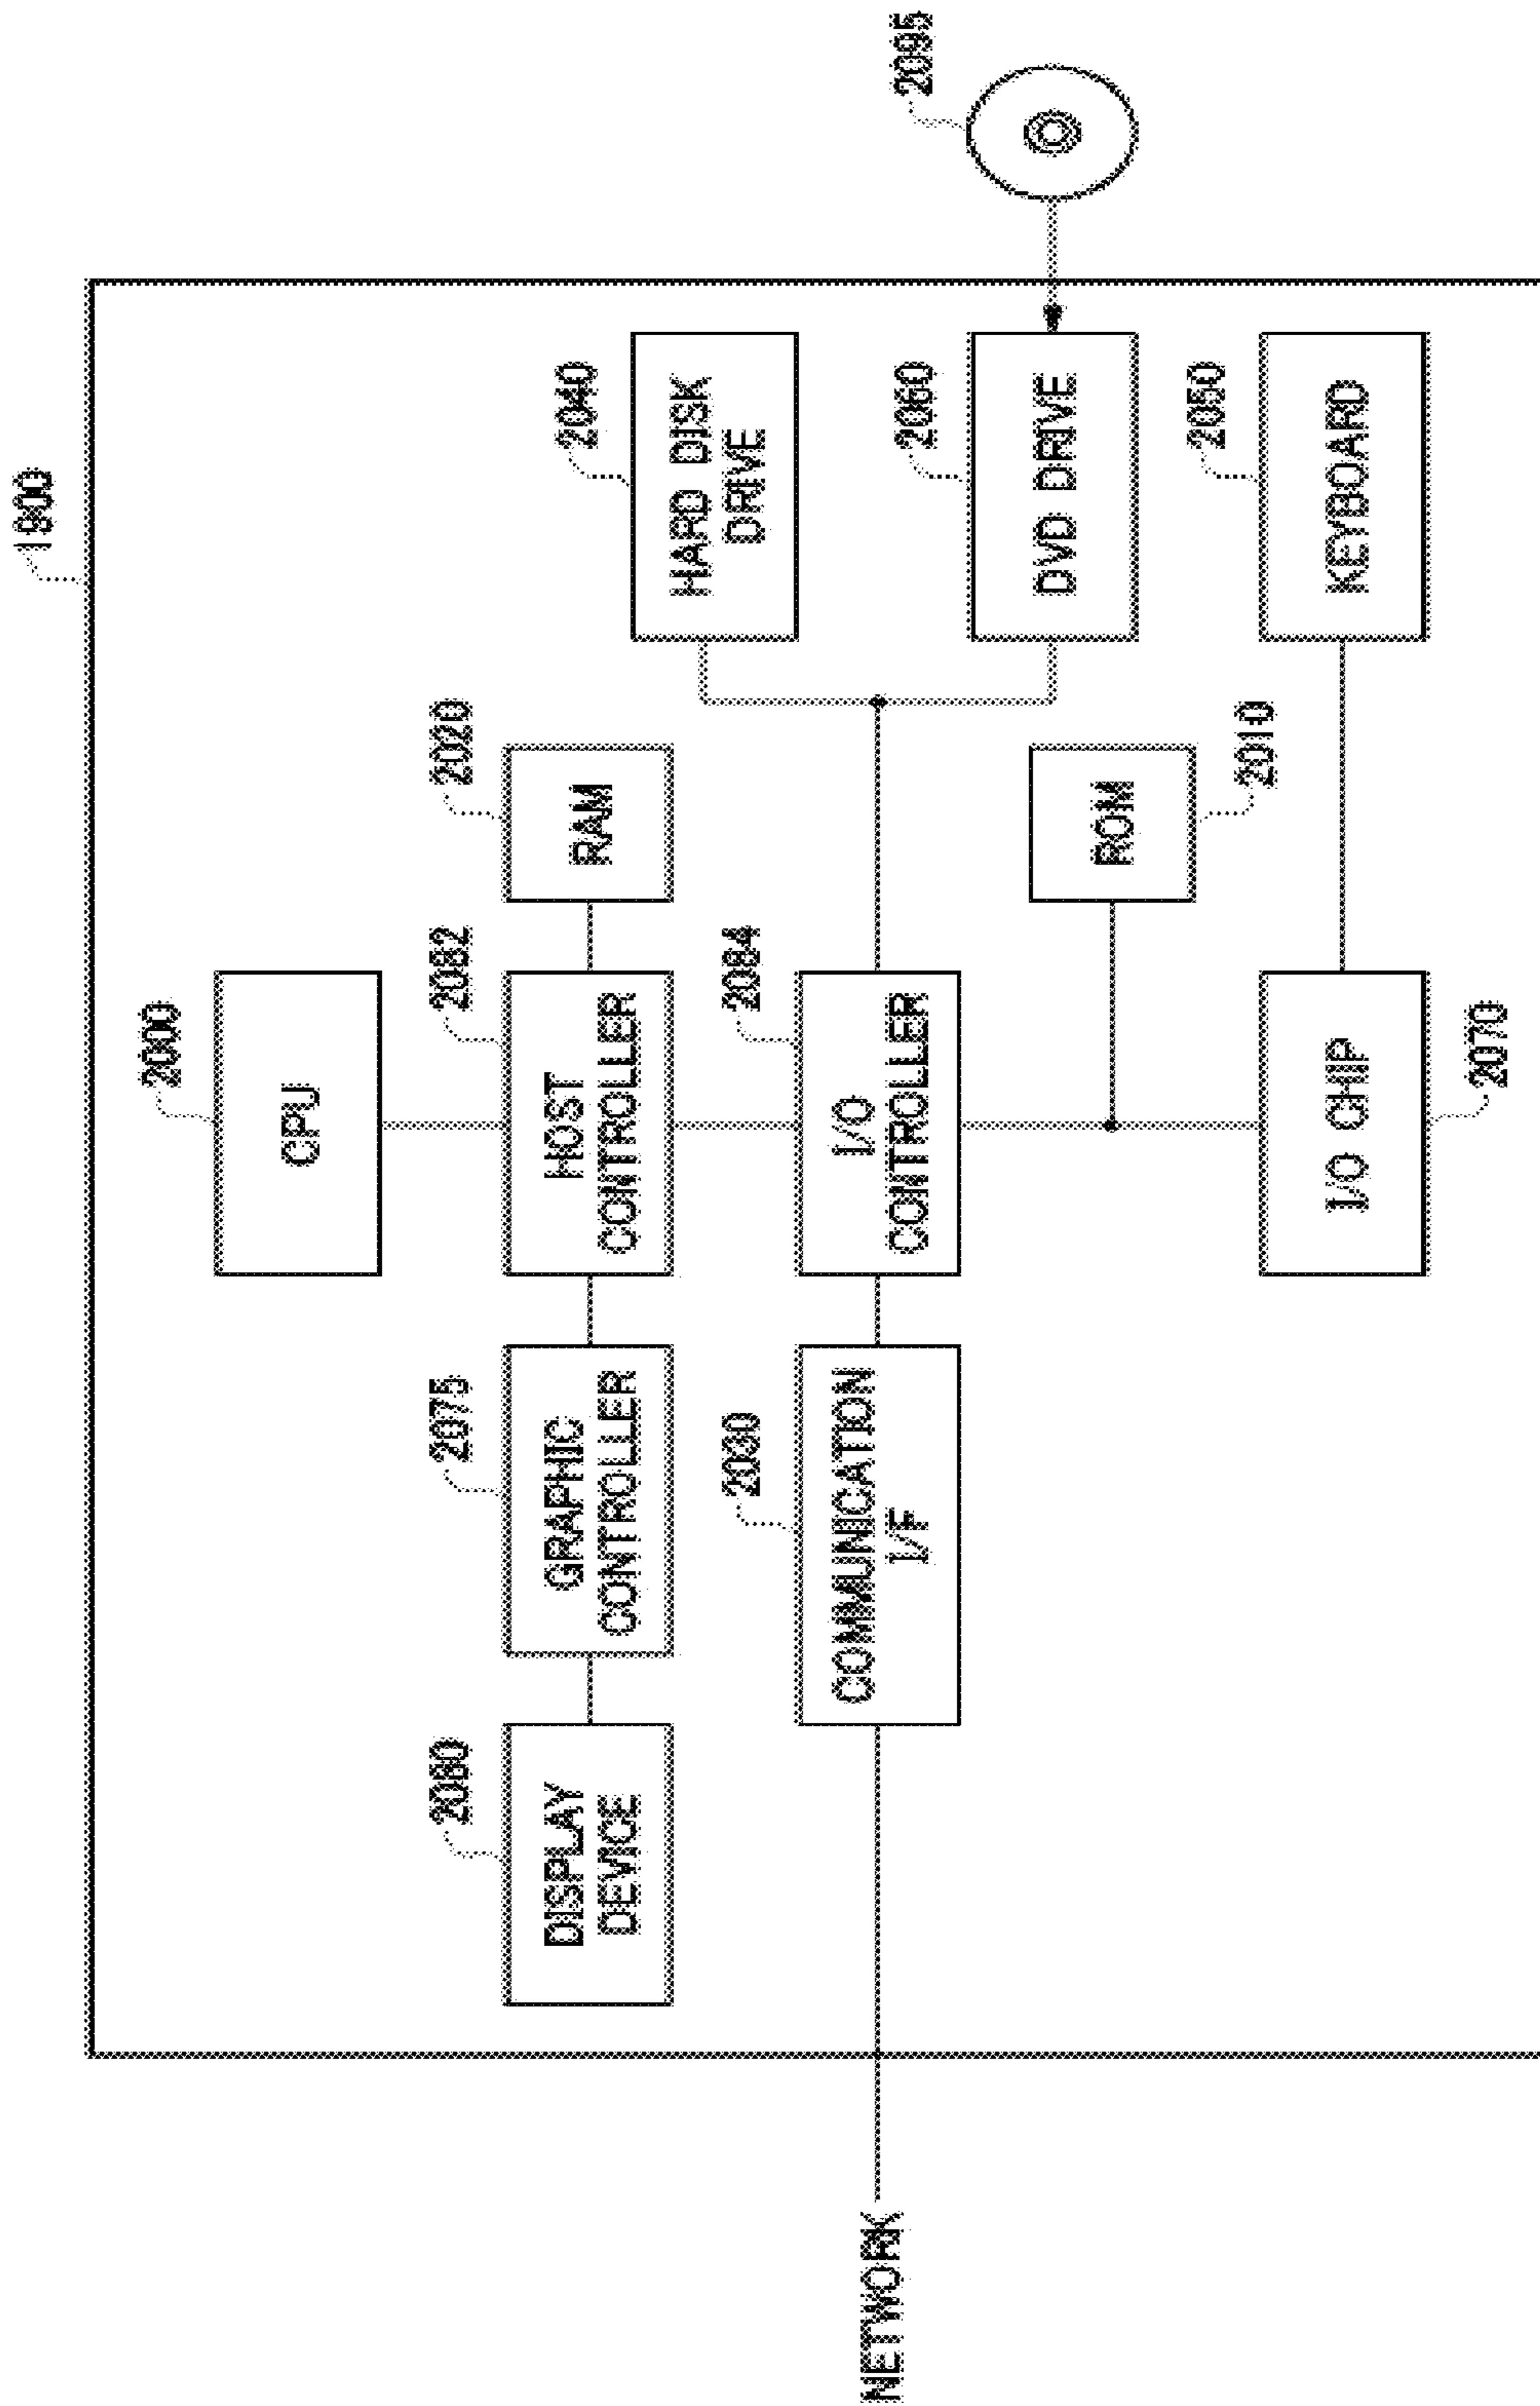 1900
2000
CPU
2080
DISPLAY
DEVICE
2075
GRAPHIC
CONTROLLER
2082
HOST
CONTROLLER
2020
RAM
2040
HARD DISK
DRIVE
NETWORK
2030
COMMUNICATION
I/F
2084
I/O
CONTROLLER
2060
DVD DRIVE
2095
ROM
2010
2050
KEYBOARD
I/O CHIP
2070